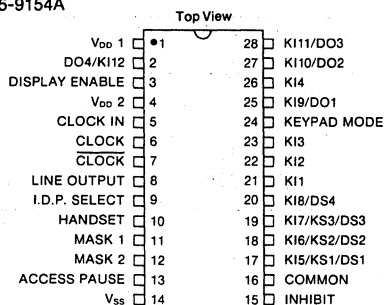 5-9154A
Top View
V_DD 1 •1 28 KI11/DO3
DO4/KI12 2 27 KI10/DO2
DISPLAY ENABLE 3 26 KI4
V_DD 2 4 25 KI9/DO1
CLOCK IN 5 24 KEYPAD MODE
CLOCK 6 23 KI3
C̅L̅O̅C̅K̅ 7 22 KI2
LINE OUTPUT 8 21 KI1
I.D.P. SELECT 9 20 KI8/DS4
HANDSET 10 19 KI7/KS3/DS3
MASK 1 11 18 KI6/KS2/DS2
MASK 2 12 17 KI5/KS1/DS1
ACCESS PAUSE 13 16 COMMON
V_SS 14 15 INHIBIT